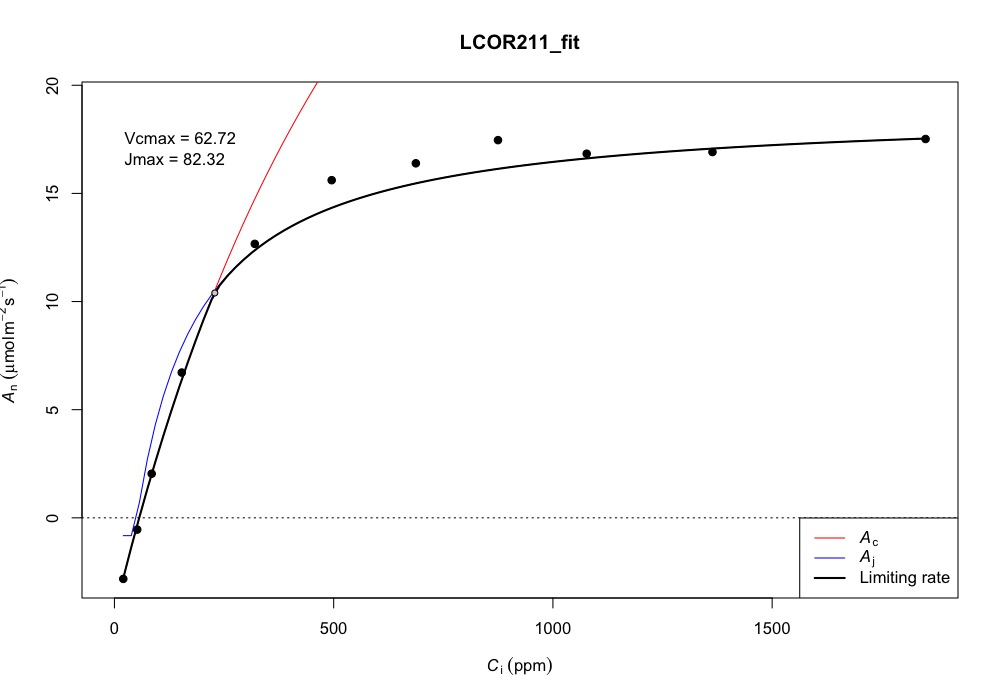 LCOR211_fit
Vcmax = 62.72
Jmax = 82.32
20
15
10
5
0
Aₙ (μmolm⁻²s⁻¹)
0 500 1000 1500
Cᵢ (ppm)
A꜀
Aⱼ
Limiting rate